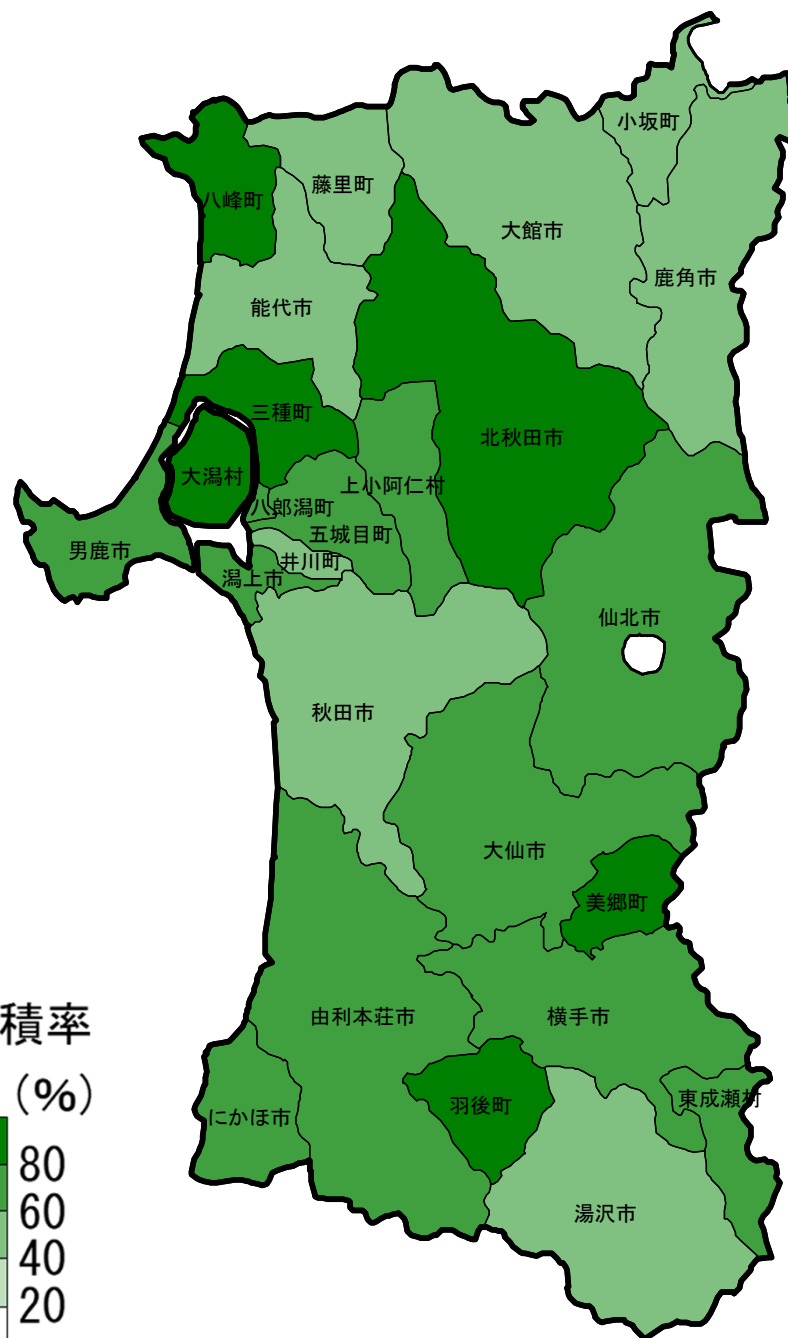 小坂町
藤里町
八峰町
大館市
鹿角市
能代市
三種町
北秋田市
大潟村
上小阿仁村
八郎潟町
五城目町
男鹿市
井川町
潟上市
仙北市
秋田市
大仙市
美郷町
由利本荘市
横手市
積率
(%)
東成瀬村
羽後町
にかほ市
80
60
湯沢市
40
20